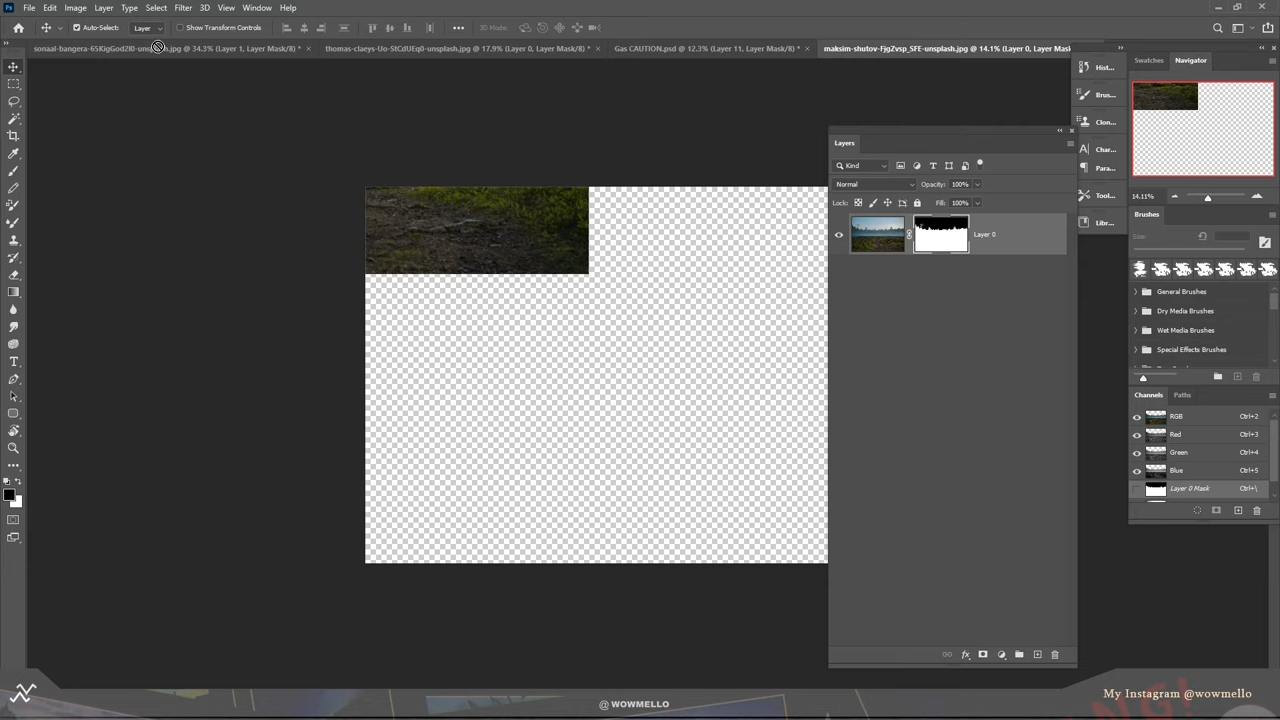 Ps File Edit Image Layer Type Select Filter 3D View Window Help
Auto-Select: Layer Show Transform Controls 3D Mode:
thomas-claeys-Uo-StCdUEq0-unsplash.jpg @ 17.9% (Layer 0, Layer Mask/8) * Gas CAUTION.psd @ 12.3% (Layer 11, Layer Mask/8) * maksim-shutov-FjgZvsp_SFE-unsplash.jpg @ 14.1% (Layer 0, Layer Mask
Hist...
Brus...
Clon...
Char...
Para...
Tool...
Libr...
Swatches Navigator
14.11%
Layers
Kind
Normal Opacity: 100%
Lock: Fill: 100%
Layer 0
Brushes
Size:
General Brushes
Dry Media Brushes
Wet Media Brushes
Special Effects Brushes
Channels Paths
RGB Ctrl+2
Red Ctrl+3
Green Ctrl+4
Blue Ctrl+5
Layer 0 Mask Ctrl+\
@WOWMELLO
My Instagram @wowmello